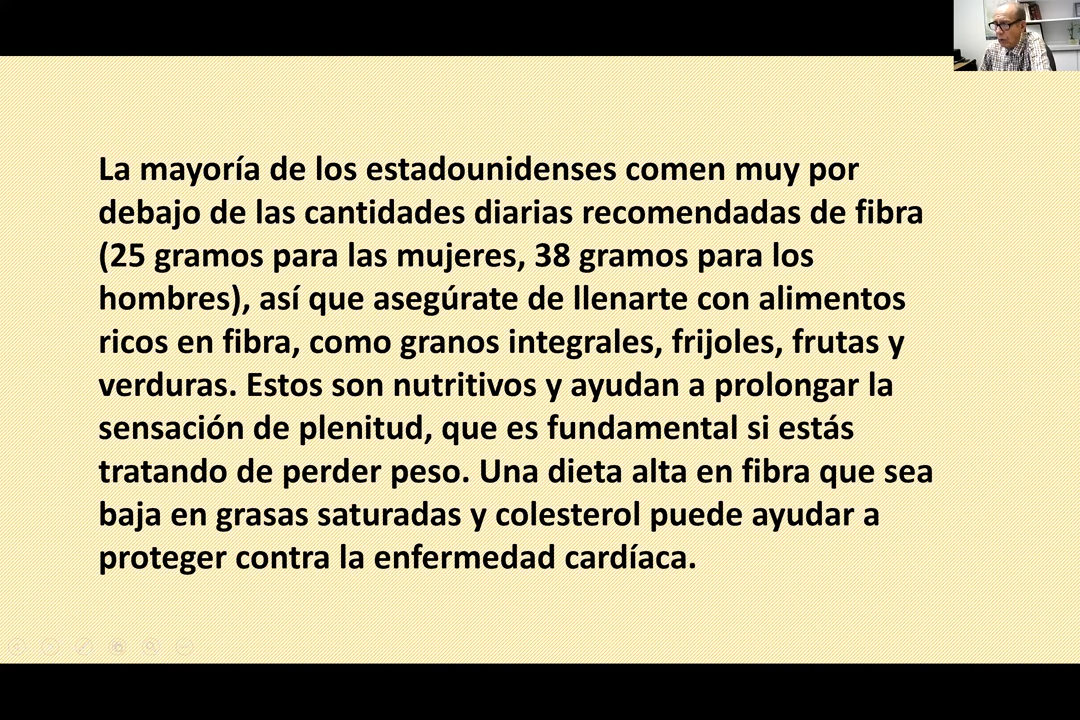 La mayoría de los estadounidenses comen muy por
debajo de las cantidades diarias recomendadas de fibra
(25 gramos para las mujeres, 38 gramos para los
hombres), así que asegúrate de llenarte con alimentos
ricos en fibra, como granos integrales, frijoles, frutas y
verduras. Estos son nutritivos y ayudan a prolongar la
sensación de plenitud, que es fundamental si estás
tratando de perder peso. Una dieta alta en fibra que sea
baja en grasas saturadas y colesterol puede ayudar a
proteger contra la enfermedad cardíaca.